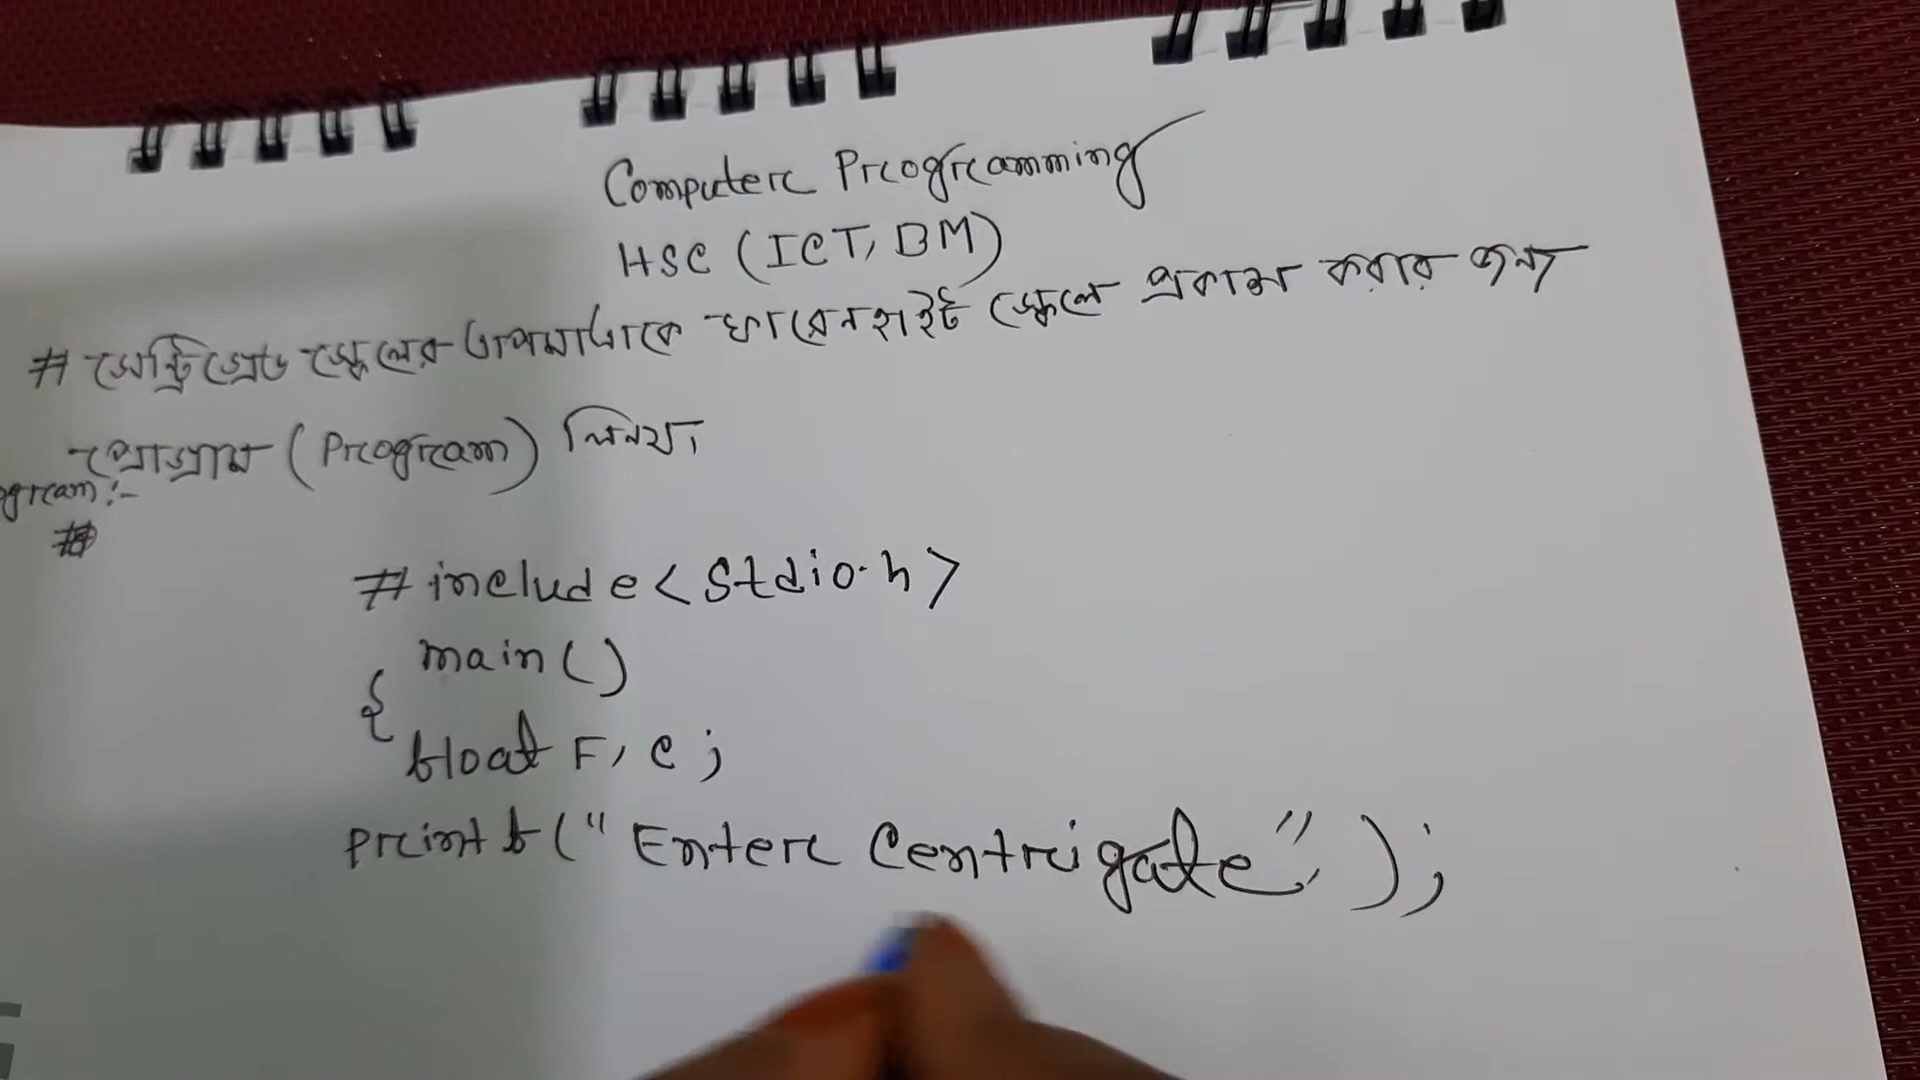 Computer Programming
HSC (ICT, BM)
# সেন্ট্রিগ্রেড স্কেলের তাপমাত্রাকে ফারেনহাইট স্কেলে প্রকাশ করার জন্য
প্রোগ্রাম (Program) লিখ।
ogram:-
#
#include<stdio.h>
main()
{
float F, c;
printf("Enter Centrigate");